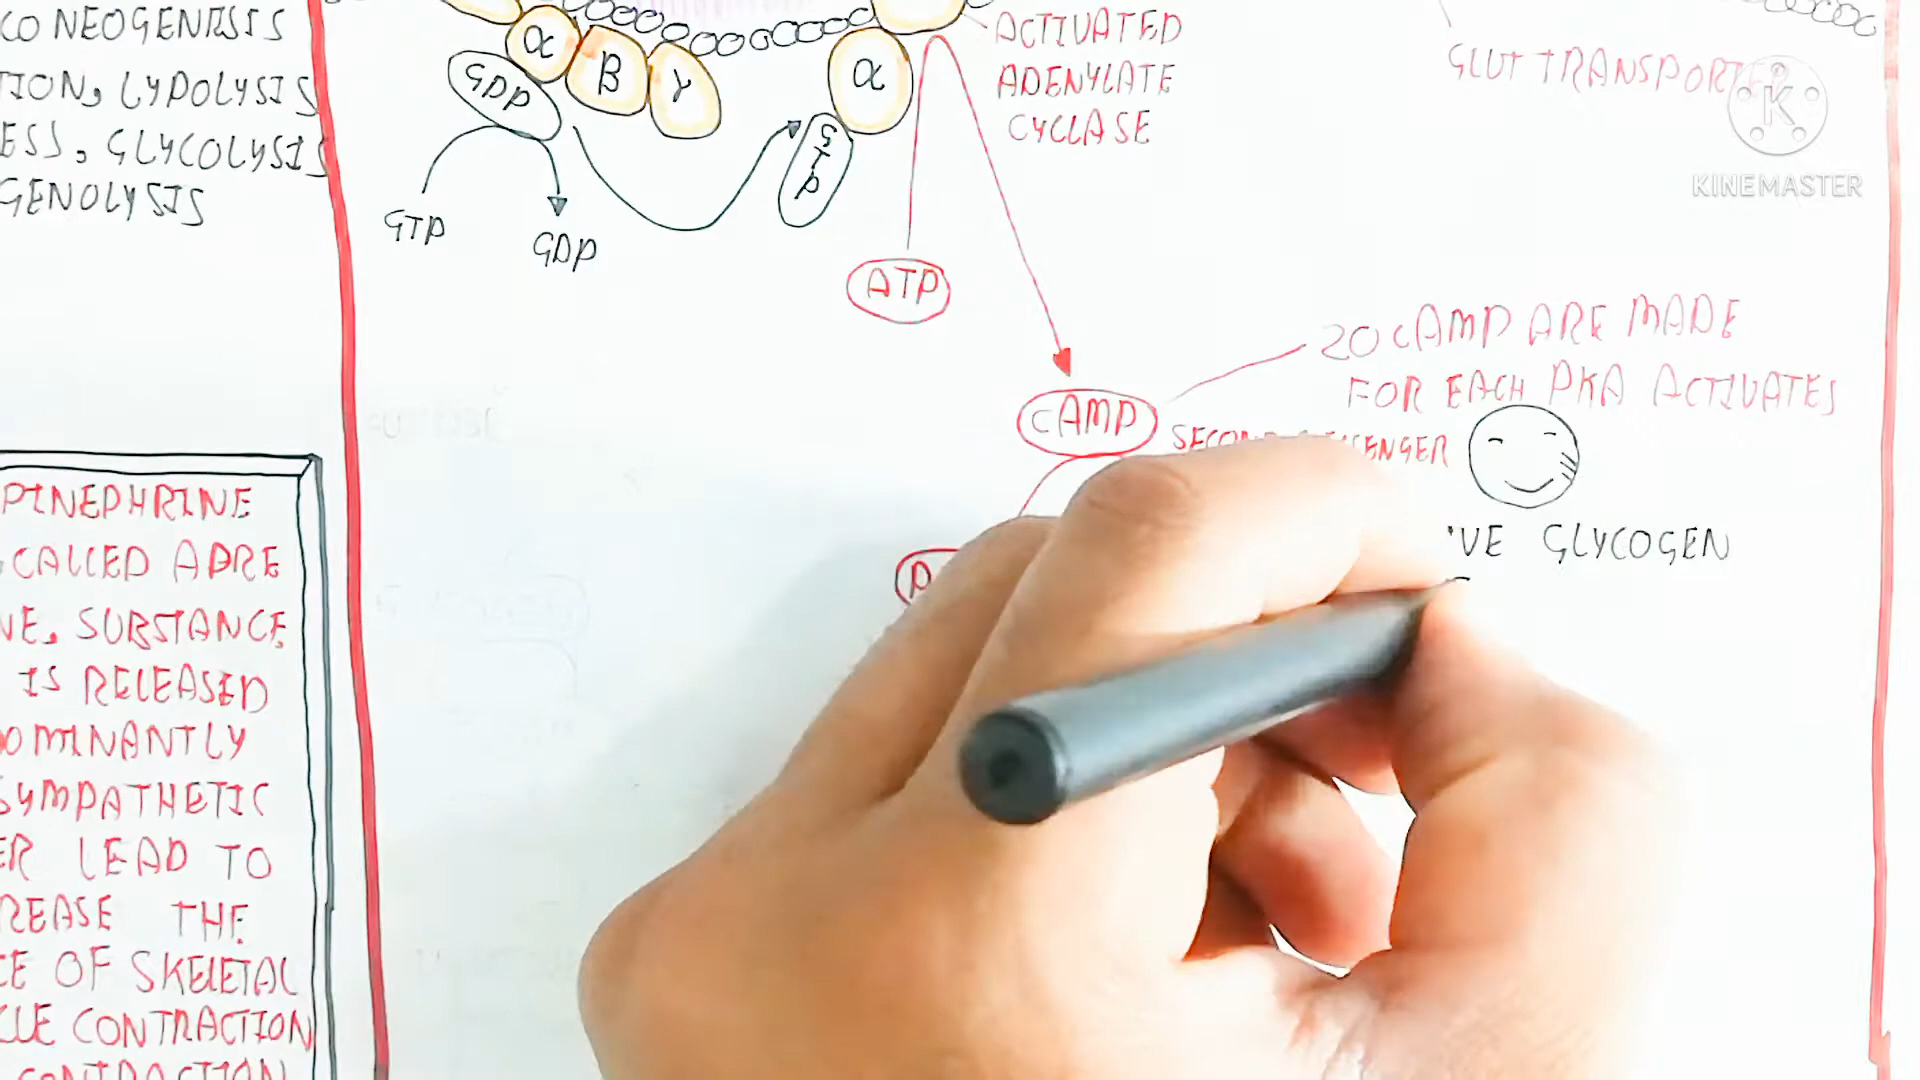 CONEOGENESIS
TION, LYPOLYSIS
ESS, GLYCOLYSIS
GENOLYSIS
α
β
γ
GDP
GTP
GDP
α
GTP
ACTIVATED
ADENYLATE
CYCLASE
GLUT TRANSPORTER
K
KINEMASTER
ATP
cAMP
20 cAMP ARE MADE
FOR EACH PKA ACTIVATES
VE GLYCOGEN
PINEPHRINE
CALLED ADRE
NE, SUBSTANCE,
IS RELEASED
OMINANTLY
SYMPATHETIC
ER LEAD TO
REASE THE
CE OF SKELETAL
CLE CONTRACTION
CONTRACTION